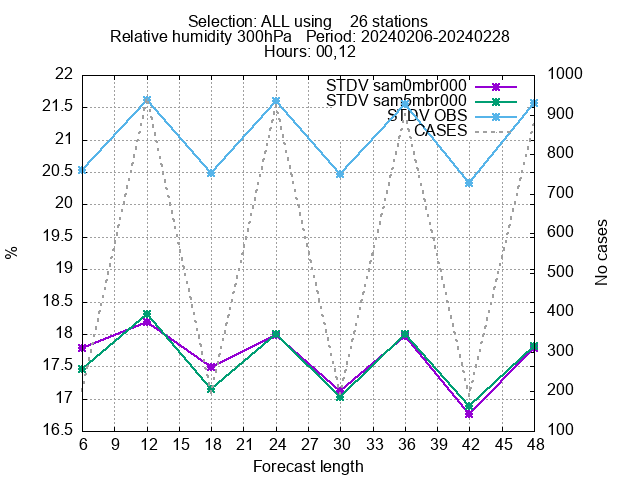 Selection: ALL using    26 stations
Relative humidity 300hPa   Period: 20240206-20240228
Hours: 00,12
22
21.5
21
20.5
20
19.5
19
18.5
18
17.5
17
16.5
%
1000
900
800
700
600
500
400
300
200
100
No cases
STDV sam0mbr000
STDV sam5mbr000
STDV OBS
CASES
6 9 12 15 18 21 24 27 30 33 36 39 42 45 48
Forecast length